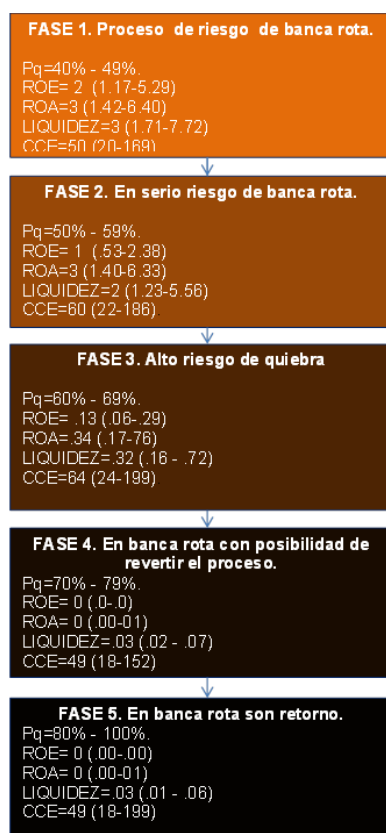 FASE 1. Proceso de riesgo de banca rota.
Pq=40% - 49%.
ROE= 2 (1.17-5.29)
ROA=3 (1.42-6.40)
LIQUIDEZ=3 (1.71-7.72)
CCE=50 (20-169)
FASE 2. En serio riesgo de banca rota.
Pq=50% - 59%.
ROE= 1 (.53-2.38)
ROA=3 (1.40-6.33)
LIQUIDEZ=2 (1.23-5.56)
CCE=60 (22-186)
FASE 3. Alto riesgo de quiebra
Pq=60% - 69%.
ROE= .13 (.06-.29)
ROA=.34 (.17-76)
LIQUIDEZ=.32 (.16 - .72)
CCE=64 (24-199)
FASE 4. En banca rota con posibilidad de
revertir el proceso.
Pq=70% - 79%.
ROE= 0 (.0-.0)
ROA= 0 (.00-01)
LIQUIDEZ=.03 (.02 - .07)
CCE=49 (18-152)
FASE 5. En banca rota son retorno.
Pq=80% - 100%.
ROE= 0 (.00-.00)
ROA= 0 (.00-01)
LIQUIDEZ=.03 (.01 - .06)
CCE=49 (18-199)